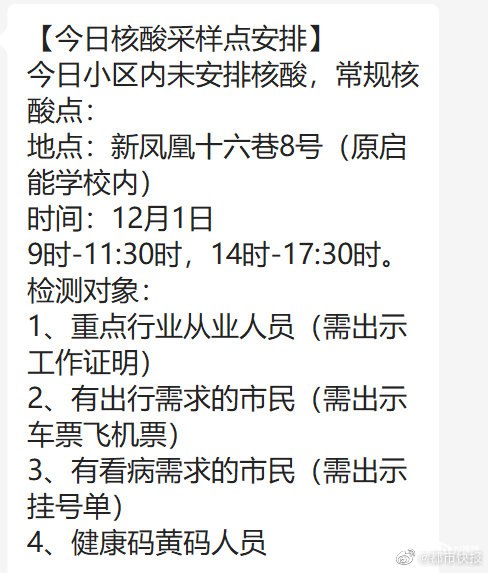 【今日核酸采样点安排】
今日小区内未安排核酸，常规核
酸点：
地点：新凤凰十六巷8号（原启
能学校内）
时间：12月1日
9时-11:30时，14时-17:30时。
检测对象：
1、重点行业从业人员（需出示
工作证明）
2、有出行需求的市民（需出示
车票飞机票）
3、有看病需求的市民（需出示
挂号单）
4、健康码黄码人员
@都市快报